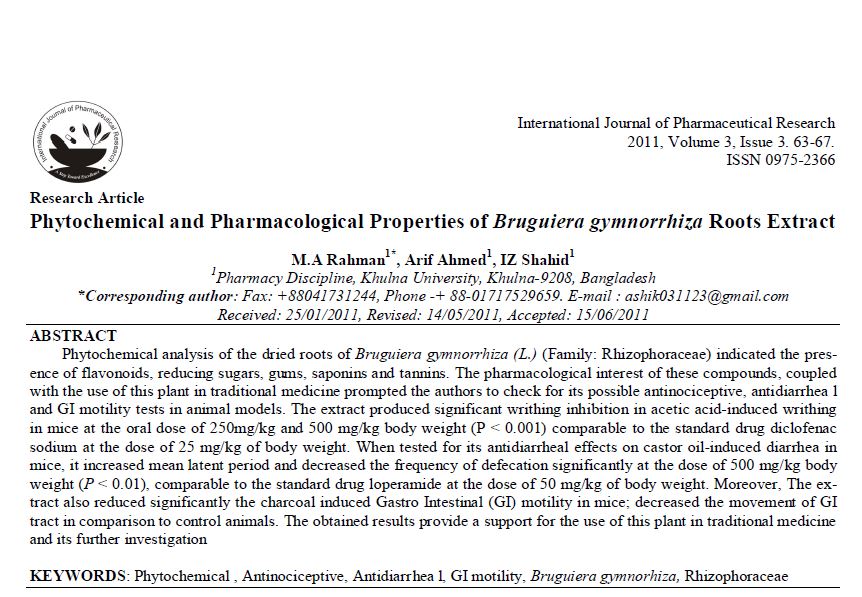 International Journal of Pharmaceutical Research
A Step Toward Excellent
International Journal of Pharmaceutical Research
2011, Volume 3, Issue 3. 63-67.
ISSN 0975-2366
Research Article
Phytochemical and Pharmacological Properties of Bruguiera gymnorrhiza Roots Extract
M.A Rahman1*, Arif Ahmed1, IZ Shahid1
1Pharmacy Discipline, Khulna University, Khulna-9208, Bangladesh
*Corresponding author: Fax: +88041731244, Phone -+ 88-01717529659. E-mail : ashik031123@gmail.com
Received: 25/01/2011, Revised: 14/05/2011, Accepted: 15/06/2011
ABSTRACT
Phytochemical analysis of the dried roots of Bruguiera gymnorrhiza (L.) (Family: Rhizophoraceae) indicated the pres-
ence of flavonoids, reducing sugars, gums, saponins and tannins. The pharmacological interest of these compounds, coupled
with the use of this plant in traditional medicine prompted the authors to check for its possible antinociceptive, antidiarrhea l
and GI motility tests in animal models. The extract produced significant writhing inhibition in acetic acid-induced writhing
in mice at the oral dose of 250mg/kg and 500 mg/kg body weight (P < 0.001) comparable to the standard drug diclofenac
sodium at the dose of 25 mg/kg of body weight. When tested for its antidiarrheal effects on castor oil-induced diarrhea in
mice, it increased mean latent period and decreased the frequency of defecation significantly at the dose of 500 mg/kg body
weight (P < 0.01), comparable to the standard drug loperamide at the dose of 50 mg/kg of body weight. Moreover, The ex-
tract also reduced significantly the charcoal induced Gastro Intestinal (GI) motility in mice; decreased the movement of GI
tract in comparison to control animals. The obtained results provide a support for the use of this plant in traditional medicine
and its further investigation
KEYWORDS: Phytochemical , Antinociceptive, Antidiarrhea l, GI motility, Bruguiera gymnorhiza, Rhizophoraceae